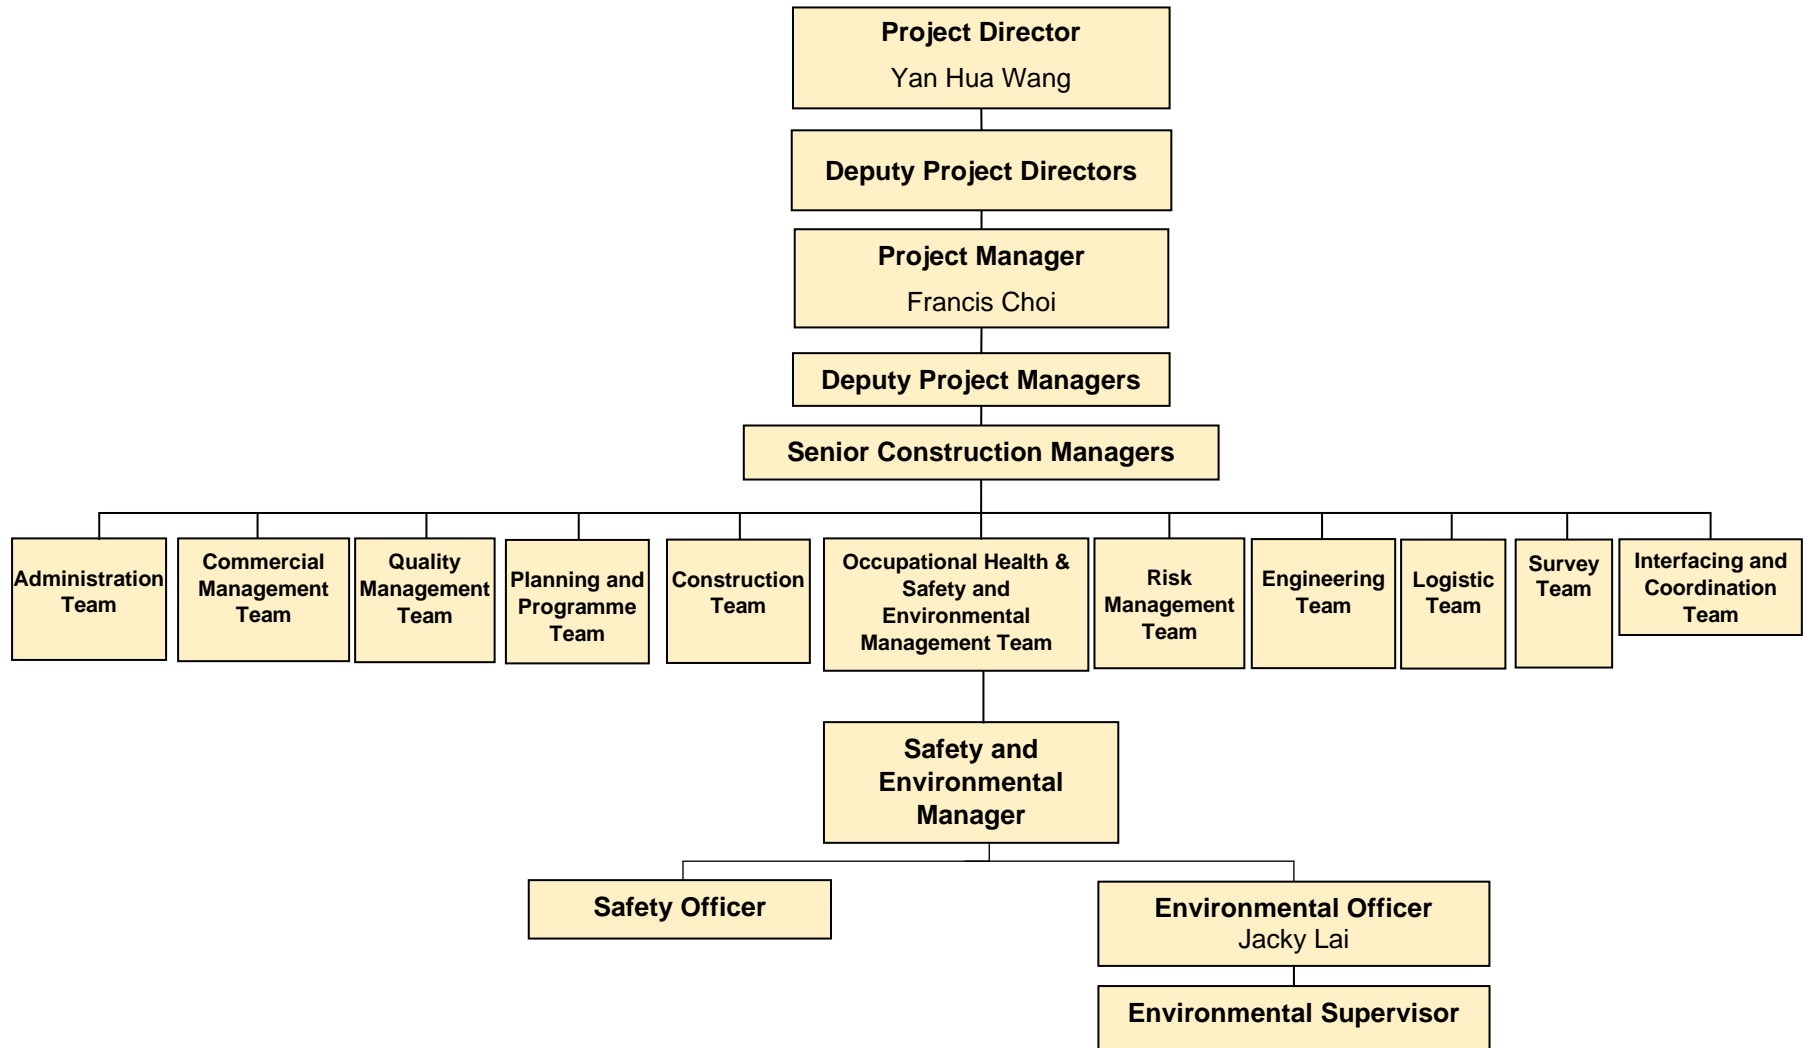 Project Director
Yan Hua Wang
Deputy Project Directors
Project Manager
Francis Choi
Deputy Project Managers
Senior Construction Managers
Administration
Team
Commercial
Management
Team
Quality
Management
Team
Planning and
Programme
Team
Construction
Team
Occupational Health &
Safety and
Environmental
Management Team
Risk
Management
Team
Engineering
Team
Logistic
Team
Survey
Team
Interfacing and
Coordination
Team
Safety and
Environmental
Manager
Safety Officer
Environmental Officer
Jacky Lai
Environmental Supervisor